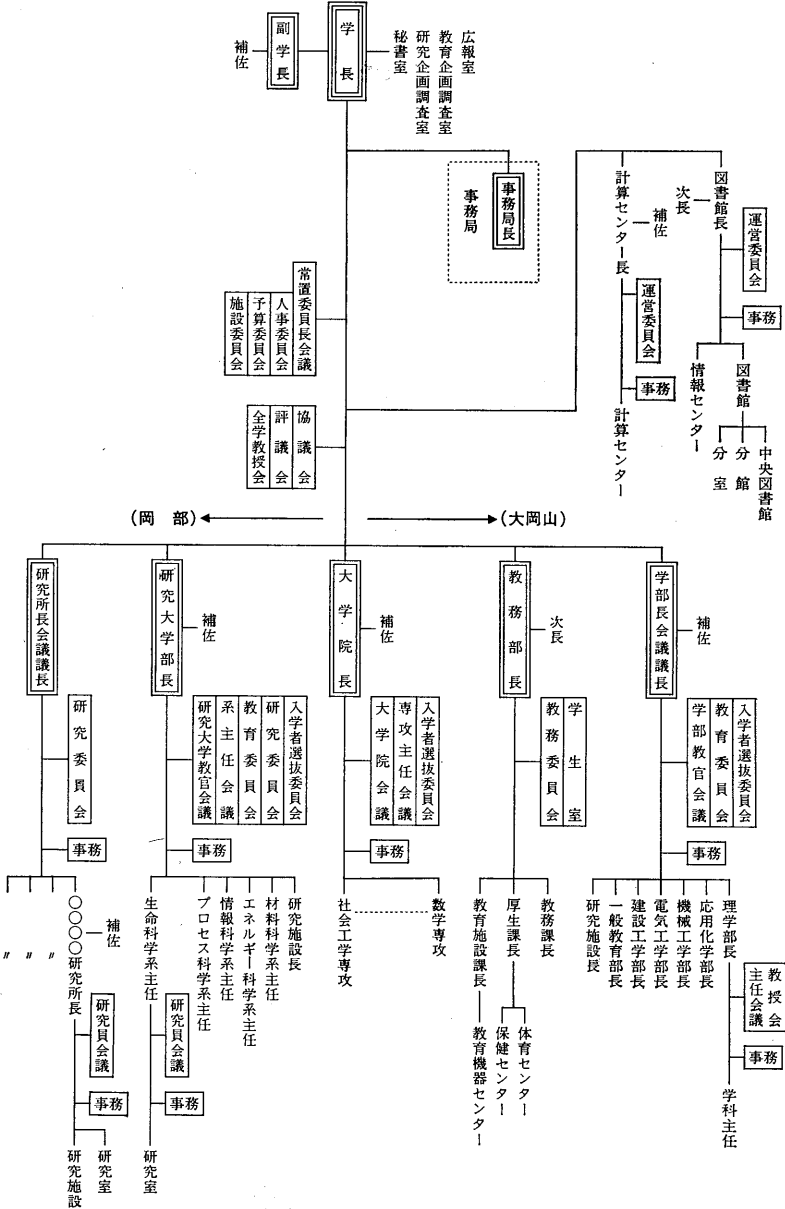 広報室
教育企画調査室
研究企画調査室
秘書室
学長
副学長
補佐
事務局長
事務局
図書館長
次長
運営委員会
事務
図書館
中央図書館
分館
分室
情報センター
計算センター長
補佐
運営委員会
事務
計算センター
常置委員長会議
人事委員会
予算委員会
施設委員会
協議会
評議会
全学教授会
(岡 部)
(大岡山)
学部長会議議長
補佐
入学者選抜委員会
教育委員会
学部教官会議
事務
理学部長
応用化学部長
機械工学部長
電気工学部長
建設工学部長
一般教育部長
研究施設長
教授会
主任会議
事務
学科主任
教務部長
次長
学生室
教務委員会
教務課長
厚生課長
教育施設課長
体育センター
保健センター
教育機器センター
大学院長
補佐
入学者選抜委員会
専攻主任会議
大学院会議
事務
数学専攻
社会工学専攻
研究大学部長
補佐
入学者選抜委員会
研究委員会
教育委員会
系主任会議
研究大学教官会議
事務
研究施設長
材料科学系主任
エネルギー科学系主任
情報科学系主任
プロセス科学系主任
生命科学系主任
研究員会議
事務
研究室
研究所長会議議長
研究委員会
事務
〇〇〇〇研究所長
補佐
〃
〃
〃
研究員会議
事務
研究室
研究施設